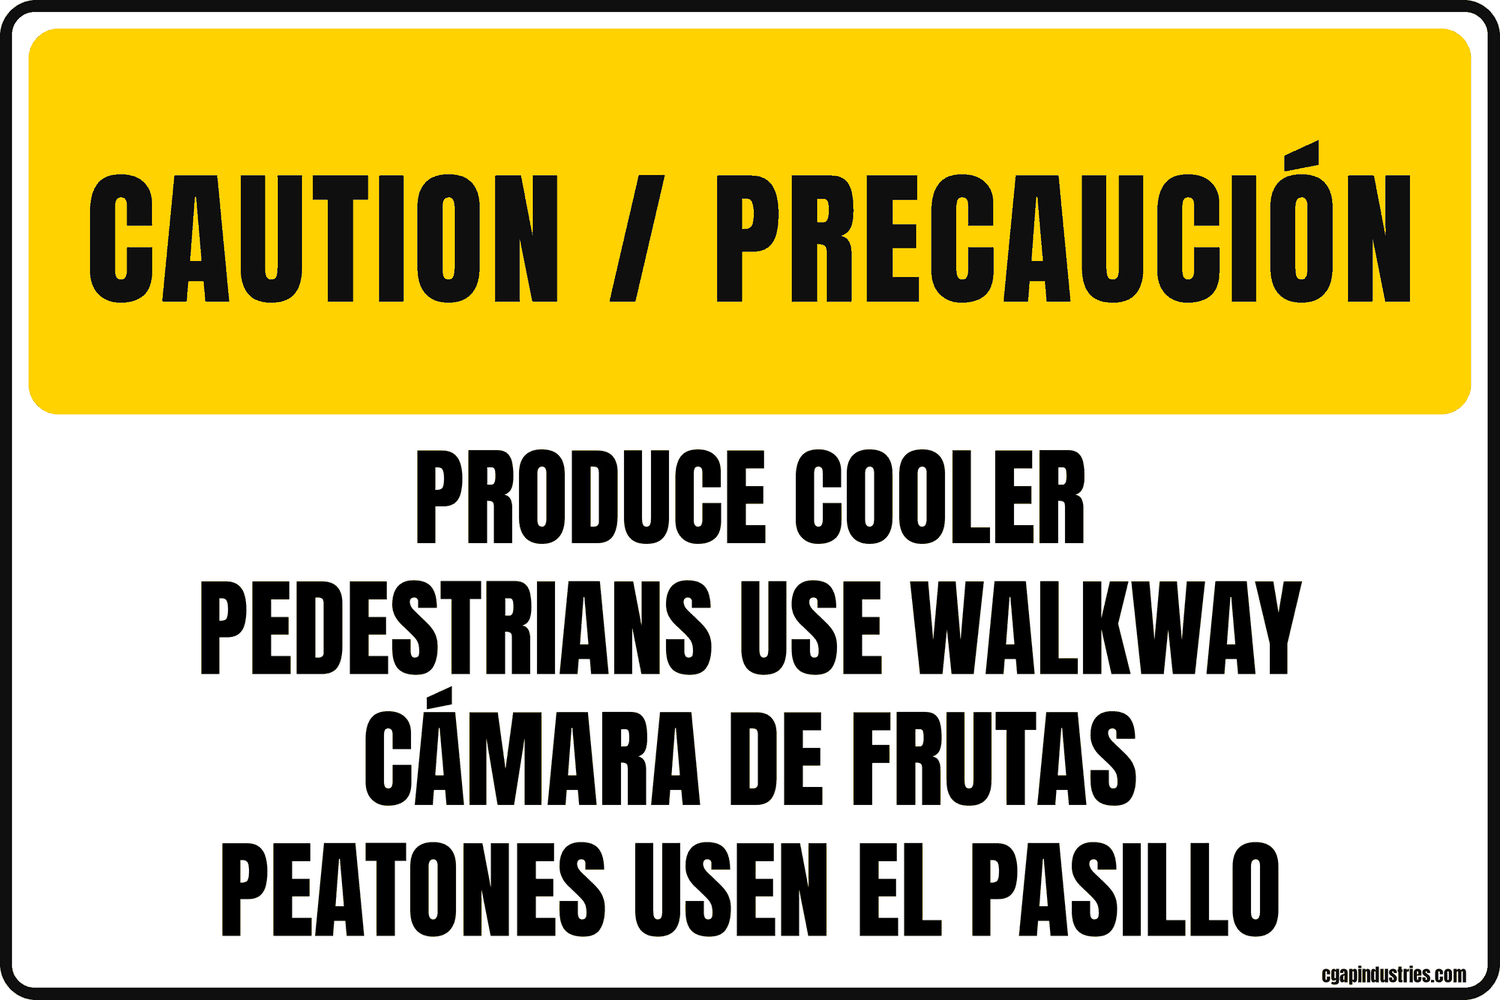 CAUTION / PRECAUCIÓN
PRODUCE COOLER
PEDESTRIANS USE WALKWAY
CÁMARA DE FRUTAS
PEATONES USEN EL PASILLO
cgapindustries.com